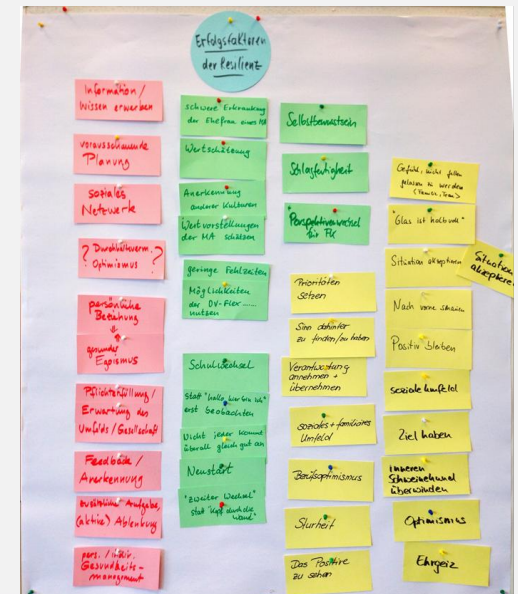 Erfolgsfaktoren
der Resilienz
Information /
Wissen erwerben
vorausschauende
Planung
soziales
Netzwerk
? Durchhalteverm. ?
Optimismus
persönliche
Beziehung
gesunder
Egoismus
Pflichterfüllung /
Erwartung des
Umfelds / Gesellschaft
Feedback /
Anerkennung
zusätzliche Aufgabe,
(aktive) Ablenkung
pers. / indiv.
Gesundheits-
management
schwere Erkrankung
der Ehefrau eines MA
Wertschätzung
Anerkennung
anderer Kulturen
Wertvorstellungen
der MA schätzen
geringe Fehlzeiten
Möglichkeiten
der DV-Flex......
nutzen
Schulwechsel
statt "hallo hier bin ich"
erst beobachten
Nicht jeder kommt
überall gleich gut an
Neustart
"zweiter Wechsel"
statt "Kopf durch die
Wand"
Selbstbewusstsein
Schlagfertigkeit
Perspektivenwechsel
für FK
Prioritäten
setzen
Sinn dahinter
zu finden/zu haben
Verantwortung
annehmen +
übernehmen
soziales + familiäres
Umfeld
Berufsoptimismus
Sturheit
Das Positive
zu sehen
Gefühl, nicht fallen
gelassen zu werden
"Glas ist halbvoll"
Situation akzeptieren
Situation
akzeptieren
Nach vorne schauen
Positiv bleiben
soziale Umfeld
Ziel haben
inneren
Schweinehund
überwinden
Optimismus
Ehrgeiz